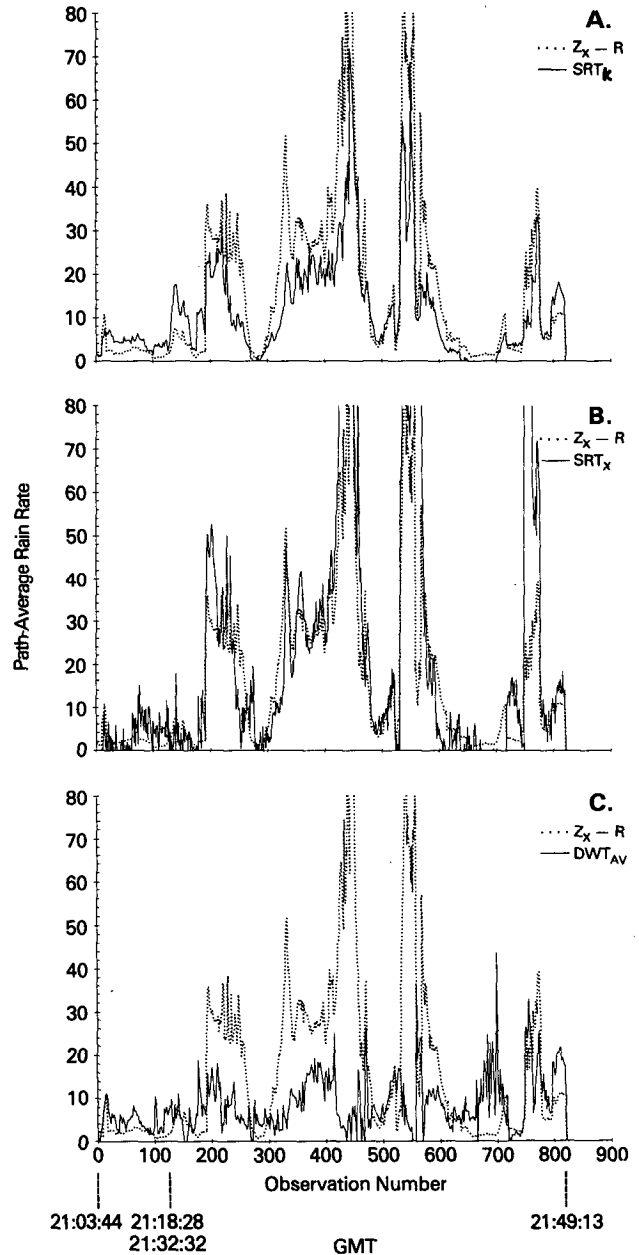 A.
80
70
60
50
40
30
20
10
0
Zx – R
SRTk
B.
80
70
60
50
40
30
20
10
0
Zx – R
SRTx
Path-Average Rain Rate
C.
80
70
60
50
40
30
20
10
0
Zx – R
DWTAV
0 100 200 300 400 500 600 700 800 900
Observation Number
21:03:44 21:18:28 21:49:13
21:32:32 GMT